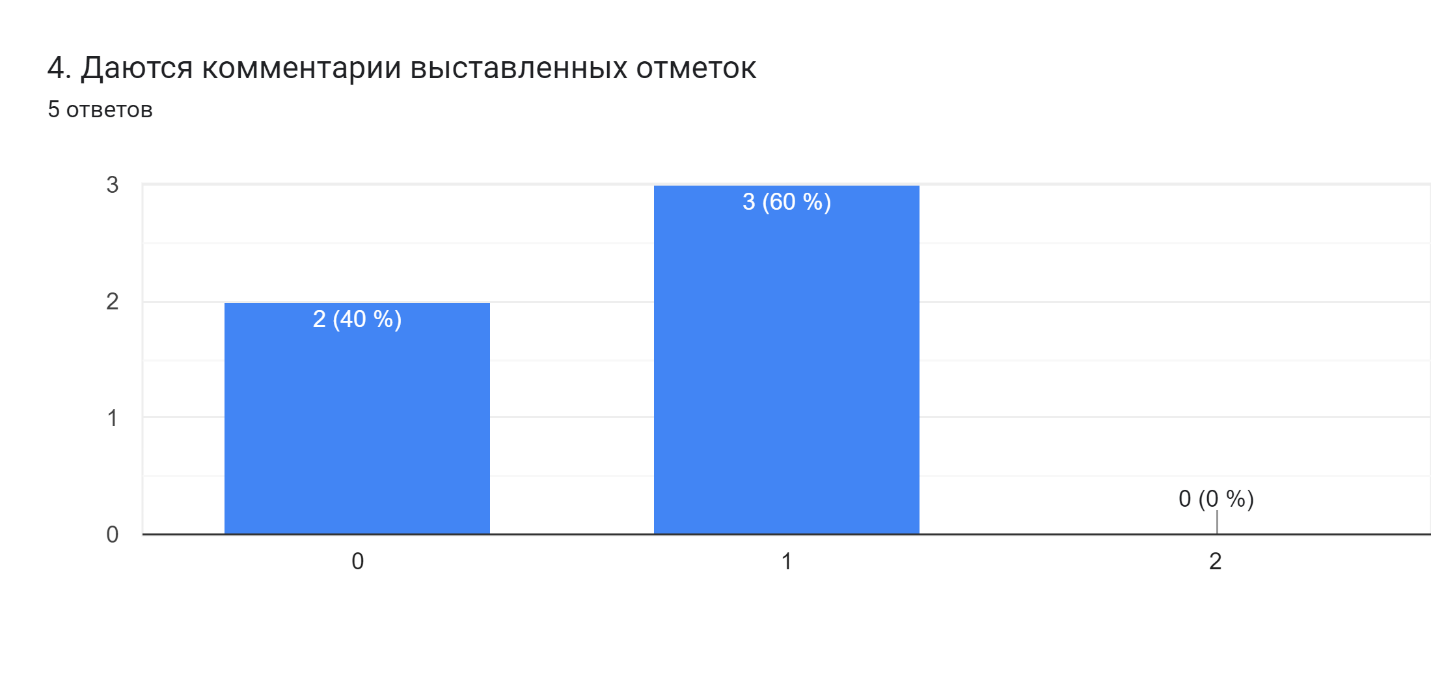 4. Даются комментарии выставленных отметок
5 ответов
3
3 (60 %)
2
2 (40 %)
1
0 (0 %)
0
0
1
2